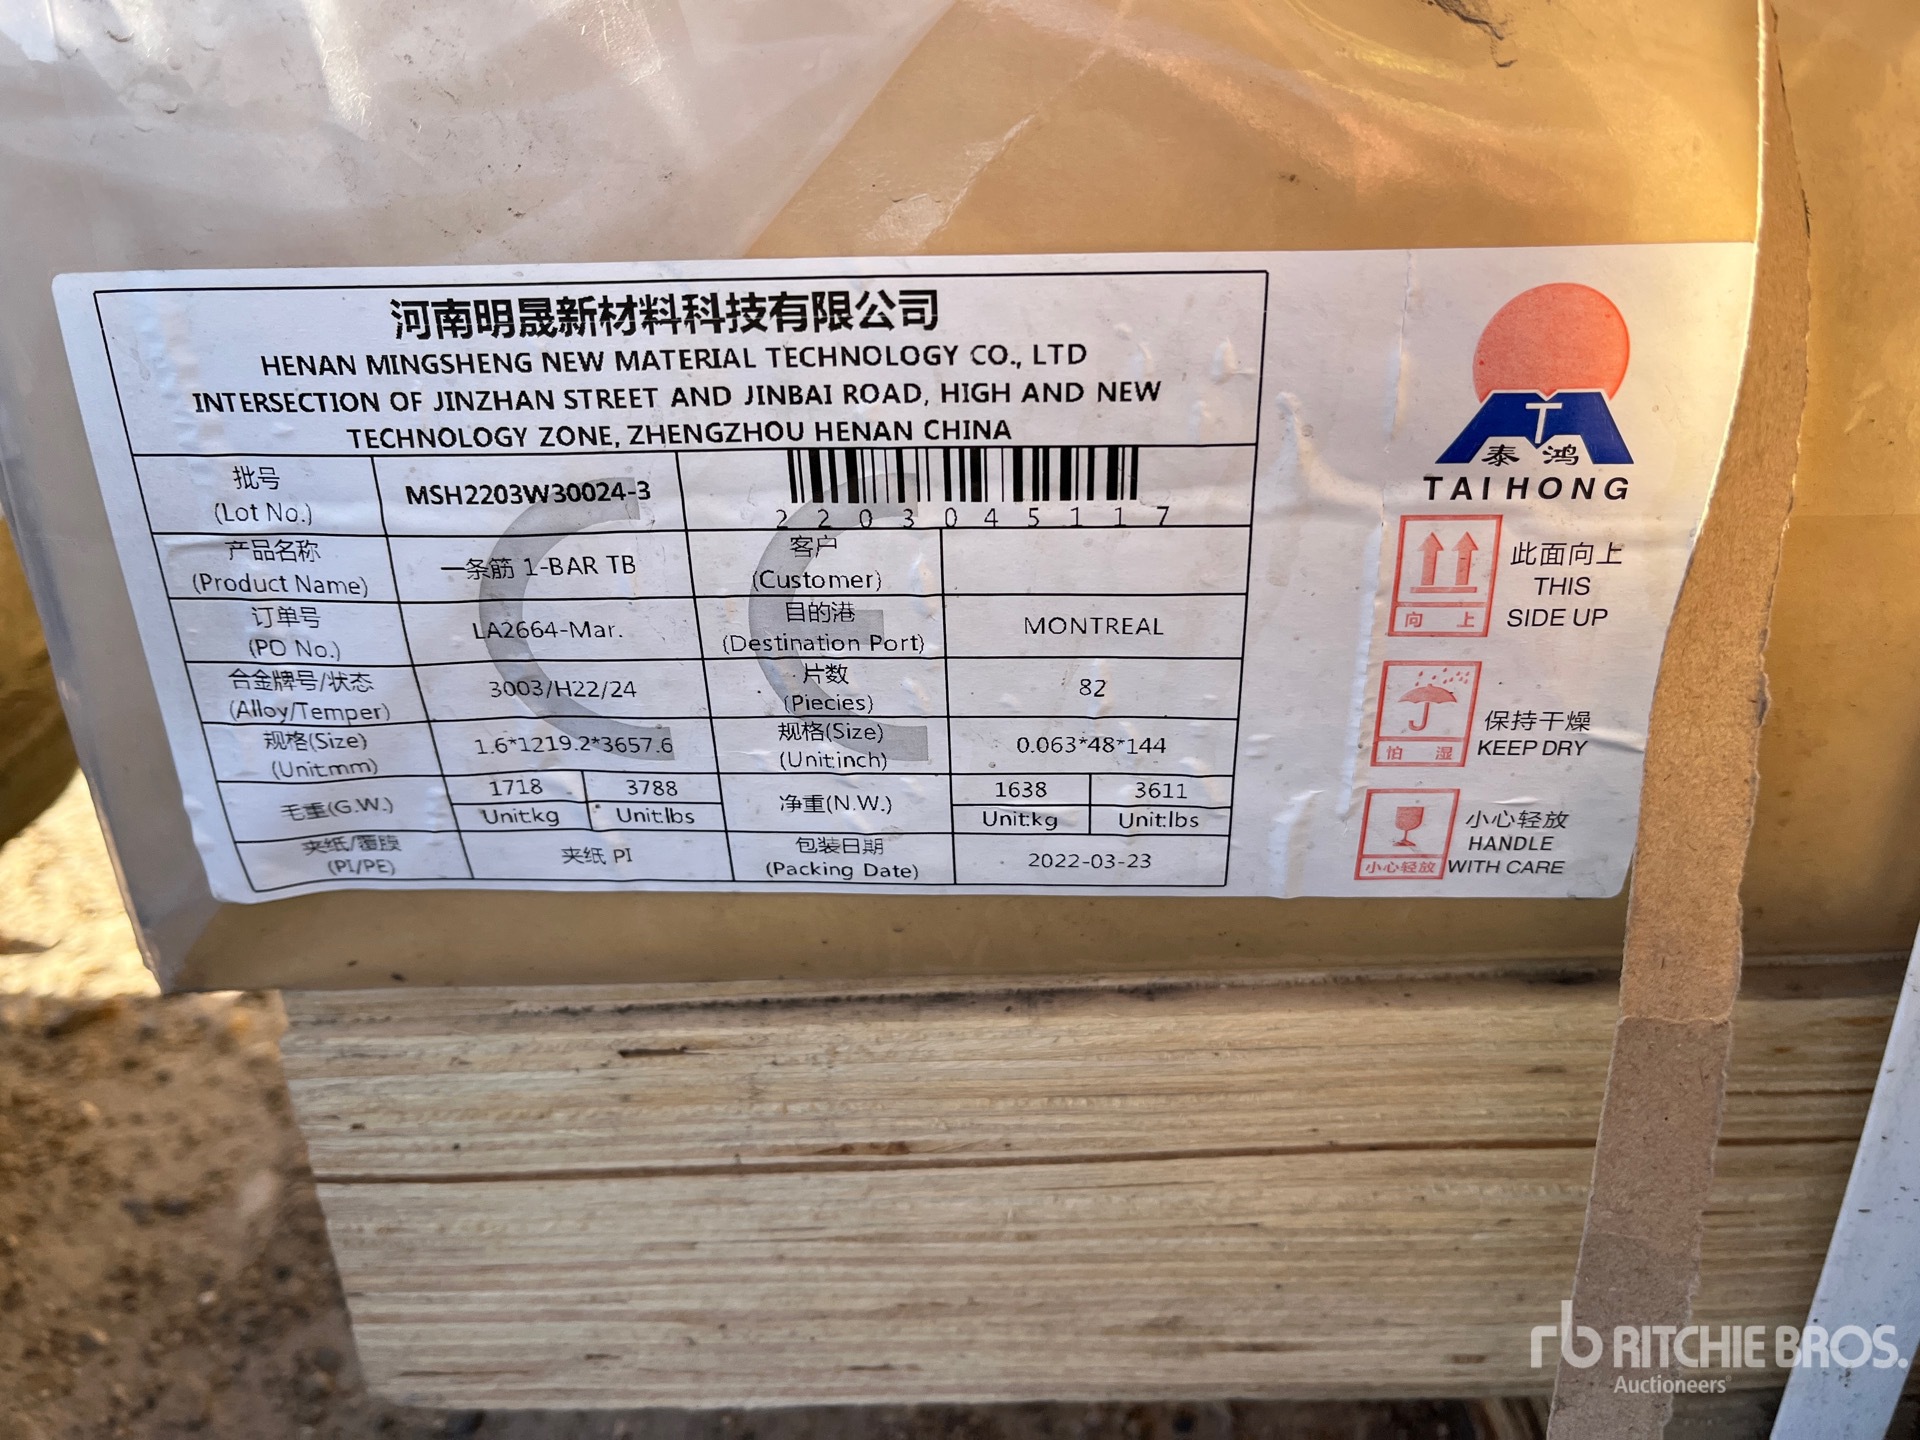 河南明晟新材料科技有限公司
HENAN MINGSHENG NEW MATERIAL TECHNOLOGY CO., LTD
INTERSECTION OF JINZHAN STREET AND JINBAI ROAD, HIGH AND NEW
TECHNOLOGY ZONE, ZHENGZHOU HENAN CHINA
批号
(Lot No.)
MSH2203W30024-3
2203045117
产品名称
(Product Name)
一条筋 1-BAR TB
客户
(Customer)
订单号
(PO No.)
LA2664-Mar.
目的港
(Destination Port)
MONTREAL
合金牌号/状态
(Alloy/Temper)
3003/H22/24
片数
(Piecies)
82
规格(Size)
(Unit:mm)
1.6*1219.2*3657.6
规格(Size)
(Unit:inch)
0.063*48*144
毛重(G.W.)
1718
3788
Unit:kg
Unit:lbs
净重(N.W.)
1638
3611
Unit:kg
Unit:lbs
夹纸/覆膜
(PI/PE)
夹纸 PI
包装日期
(Packing Date)
2022-03-23
CE
T
泰鸿
TAIHONG
向上
此面向上
THIS
SIDE UP
怕湿
保持干燥
KEEP DRY
小心轻放
小心轻放
HANDLE
WITH CARE
rb RITCHIE BROS.
Auctioneers